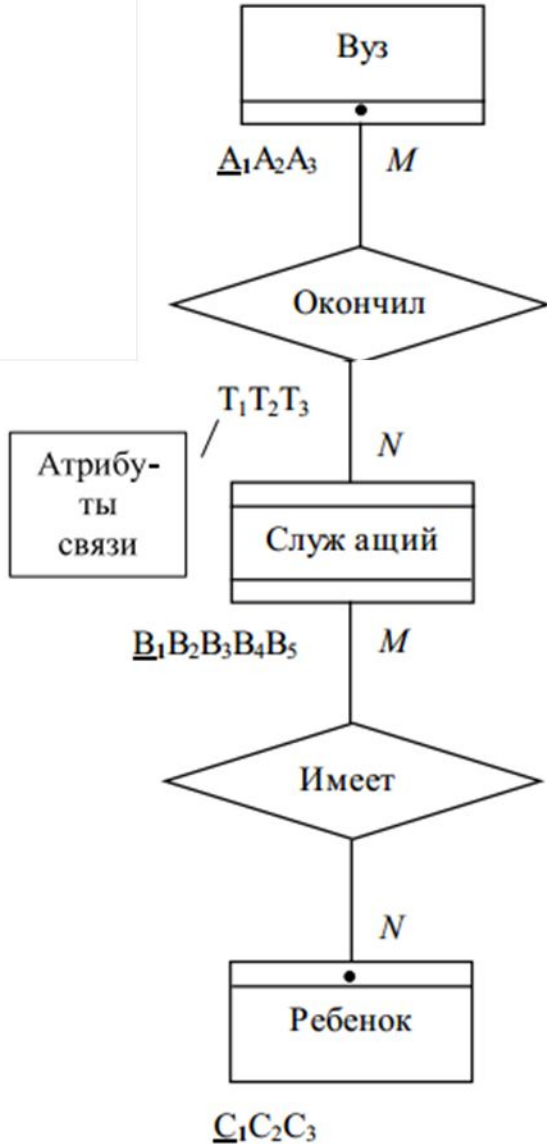 Вуз
A₁A₂A₃ M
Окончил
T₁T₂T₃
N
Атрибу-
ты
связи
Служ ащий
B₁B₂B₃B₄B₅ M
Имеет
N
Ребенок
C₁C₂C₃